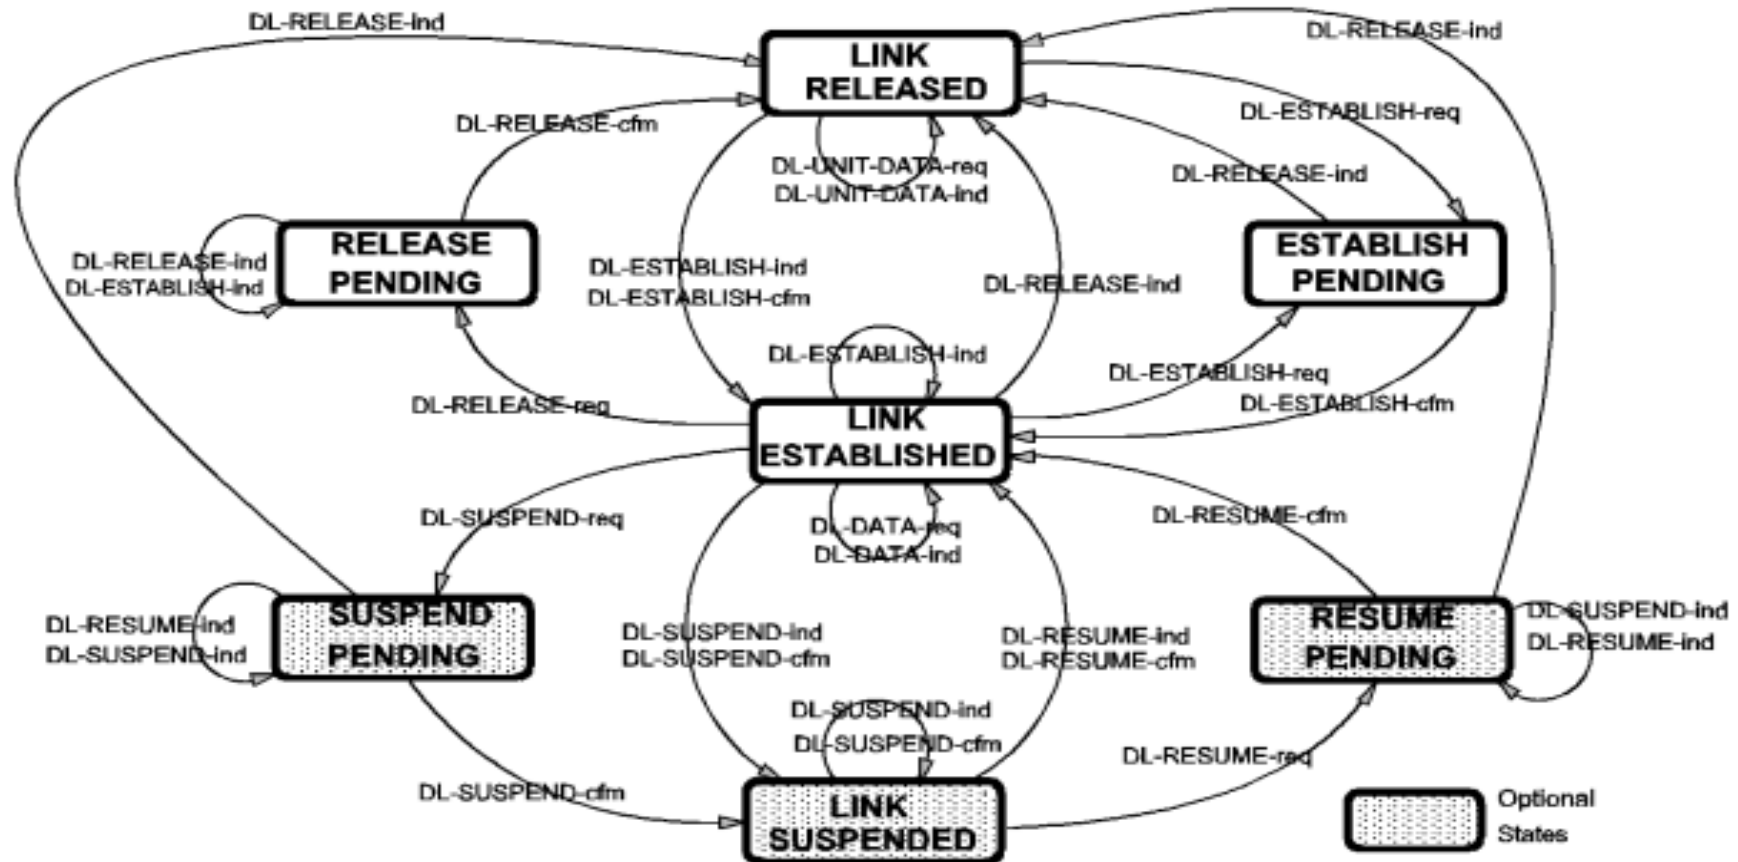 DL-RELEASE-ind
DL-RELEASE-ind
LINK
RELEASED
DL-ESTABLISH-req
DL-RELEASE-cfm
DL-UNIT-DATA-req
DL-UNIT-DATA-ind
DL-RELEASE-ind
RELEASE
PENDING
DL-RELEASE-ind
DL-ESTABLISH-ind
DL-ESTABLISH-ind
DL-ESTABLISH-cfm
DL-RELEASE-ind
ESTABLISH
PENDING
DL-ESTABLISH-ind
DL-ESTABLISH-req
DL-RELEASE-req
DL-ESTABLISH-cfm
LINK
ESTABLISHED
DL-SUSPEND-req
DL-DATA-req
DL-DATA-ind
DL-RESUME-cfm
SUSPEND
PENDING
DL-RESUME-ind
DL-SUSPEND-ind
DL-SUSPEND-ind
DL-SUSPEND-cfm
DL-RESUME-ind
DL-RESUME-cfm
RESUME
PENDING
DL-SUSPEND-ind
DL-RESUME-ind
DL-SUSPEND-ind
DL-SUSPEND-cfm
DL-RESUME-req
DL-SUSPEND-cfm
LINK
SUSPENDED
Optional
States